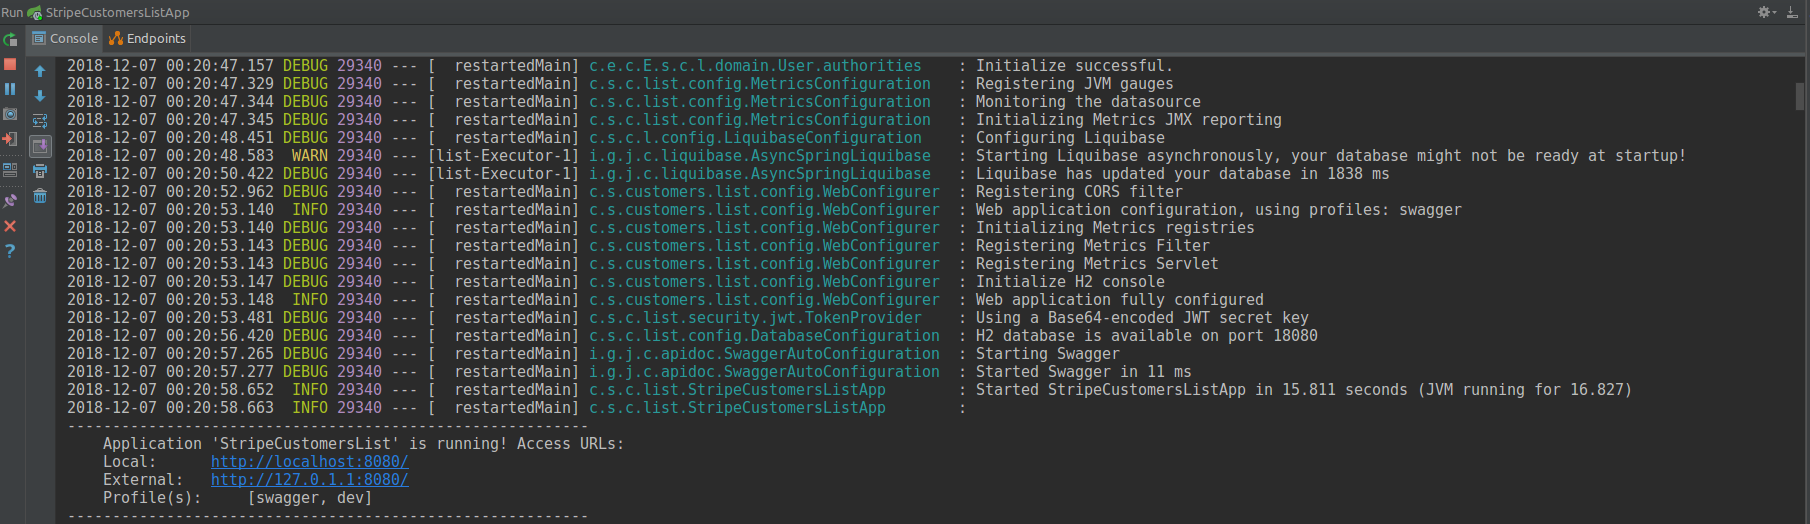 Run StripeCustomersListApp
Console Endpoints
2018-12-07 00:20:47.157 DEBUG 29340 --- [  restartedMain] c.e.c.E.s.c.l.domain.User.authorities    : Initialize successful.
2018-12-07 00:20:47.329 DEBUG 29340 --- [  restartedMain] c.s.c.list.config.MetricsConfiguration   : Registering JVM gauges
2018-12-07 00:20:47.344 DEBUG 29340 --- [  restartedMain] c.s.c.list.config.MetricsConfiguration   : Monitoring the datasource
2018-12-07 00:20:47.345 DEBUG 29340 --- [  restartedMain] c.s.c.list.config.MetricsConfiguration   : Initializing Metrics JMX reporting
2018-12-07 00:20:48.451 DEBUG 29340 --- [  restartedMain] c.s.c.l.config.LiquibaseConfiguration    : Configuring Liquibase
2018-12-07 00:20:48.583  WARN 29340 --- [list-Executor-1] i.g.j.c.liquibase.AsyncSpringLiquibase   : Starting Liquibase asynchronously, your database might not be ready at startup!
2018-12-07 00:20:50.422 DEBUG 29340 --- [list-Executor-1] i.g.j.c.liquibase.AsyncSpringLiquibase   : Liquibase has updated your database in 1838 ms
2018-12-07 00:20:52.962 DEBUG 29340 --- [  restartedMain] c.s.customers.list.config.WebConfigurer  : Registering CORS filter
2018-12-07 00:20:53.140  INFO 29340 --- [  restartedMain] c.s.customers.list.config.WebConfigurer  : Web application configuration, using profiles: swagger
2018-12-07 00:20:53.140 DEBUG 29340 --- [  restartedMain] c.s.customers.list.config.WebConfigurer  : Initializing Metrics registries
2018-12-07 00:20:53.143 DEBUG 29340 --- [  restartedMain] c.s.customers.list.config.WebConfigurer  : Registering Metrics Filter
2018-12-07 00:20:53.143 DEBUG 29340 --- [  restartedMain] c.s.customers.list.config.WebConfigurer  : Registering Metrics Servlet
2018-12-07 00:20:53.147 DEBUG 29340 --- [  restartedMain] c.s.customers.list.config.WebConfigurer  : Initialize H2 console
2018-12-07 00:20:53.148  INFO 29340 --- [  restartedMain] c.s.customers.list.config.WebConfigurer  : Web application fully configured
2018-12-07 00:20:53.481 DEBUG 29340 --- [  restartedMain] c.s.c.list.security.jwt.TokenProvider    : Using a Base64-encoded JWT secret key
2018-12-07 00:20:56.420 DEBUG 29340 --- [  restartedMain] c.s.c.list.config.DatabaseConfiguration  : H2 database is available on port 18080
2018-12-07 00:20:57.265 DEBUG 29340 --- [  restartedMain] i.g.j.c.apidoc.SwaggerAutoConfiguration  : Starting Swagger
2018-12-07 00:20:57.277 DEBUG 29340 --- [  restartedMain] i.g.j.c.apidoc.SwaggerAutoConfiguration  : Started Swagger in 11 ms
2018-12-07 00:20:58.652  INFO 29340 --- [  restartedMain] c.s.c.list.StripeCustomersListApp        : Started StripeCustomersListApp in 15.811 seconds (JVM running for 16.827)
2018-12-07 00:20:58.663  INFO 29340 --- [  restartedMain] c.s.c.list.StripeCustomersListApp        :
----------------------------------------------------------
    Application 'StripeCustomersList' is running! Access URLs:
    Local:      http://localhost:8080/
    External:   http://127.0.1.1:8080/
    Profile(s):     [swagger, dev]
----------------------------------------------------------